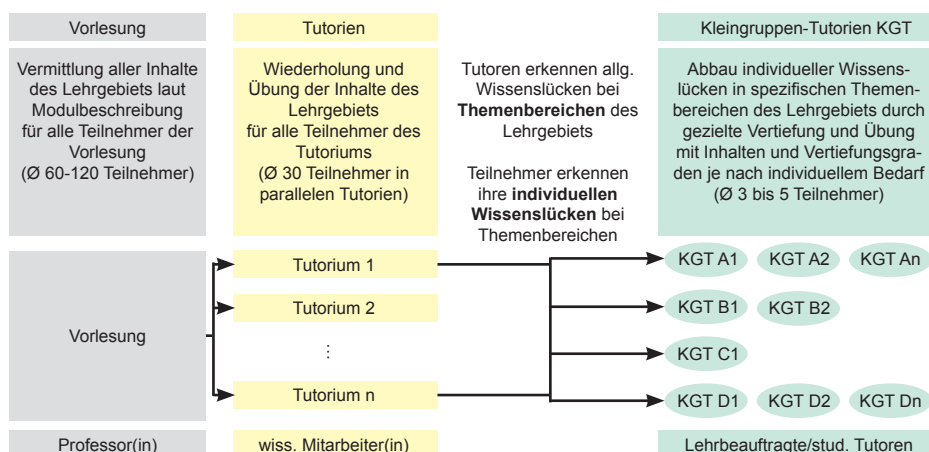 Vorlesung
Tutorien
Kleingruppen-Tutorien KGT
Vermittlung aller Inhalte
des Lehrgebiets laut
Modulbeschreibung
für alle Teilnehmer der
Vorlesung
(Ø 60-120 Teilnehmer)
Wiederholung und
Übung der Inhalte des
Lehrgebiets
für alle Teilnehmer des
Tutoriums
(Ø 30 Teilnehmer in
parallelen Tutorien)
Tutoren erkennen allg.
Wissenslücken bei
Themenbereichen des
Lehrgebiets
Teilnehmer erkennen
ihre individuellen
Wissenslücken bei
Themenbereichen
Abbau individueller Wissens-
lücken in spezifischen Themen-
bereichen des Lehrgebiets durch
gezielte Vertiefung und Übung
mit Inhalten und Vertiefungsgra-
den je nach individuellem Bedarf
(Ø 3 bis 5 Teilnehmer)
Vorlesung
Tutorium 1
Tutorium 2
⋮
Tutorium n
KGT A1
KGT A2
KGT An
KGT B1
KGT B2
KGT C1
KGT D1
KGT D2
KGT Dn
Professor(in)
wiss. Mitarbeiter(in)
Lehrbeauftragte/stud. Tutoren